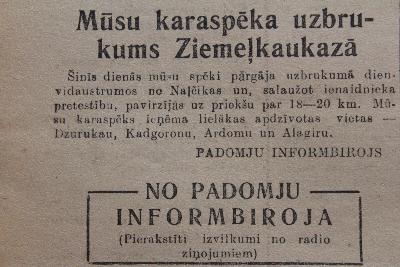 Mūsu karaspēka uzbru-
kums Ziemeļkaukazā
Šinīs dienās mūsu spēki pārgāja uzbrukumā dien-
vidaustrumos no Naļčikas un, salaužot ienaidnieka
pretestību, pavirzījās uz priekšu par 18—20 km. Mū-
su karaspēks ieņēma lielākas apdzīvotas vietas —
Dzurukau, Kadgoronu, Ardomu un Alagiru.
PADOMJU INFORMBIROJS
NO PADOMJU
INFORMBIROJA
(Pierakstīti izvilkumi no radio
ziņojumiem)